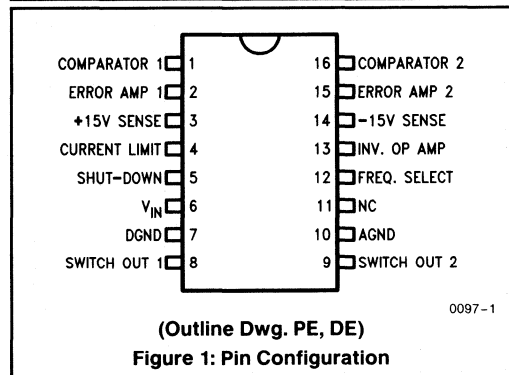 COMPARATOR 1 1 16 COMPARATOR 2
ERROR AMP 1 2 15 ERROR AMP 2
+15V SENSE 3 14 -15V SENSE
CURRENT LIMIT 4 13 INV. OP AMP
SHUT-DOWN 5 12 FREQ. SELECT
VIN 6 11 NC
DGND 7 10 AGND
SWITCH OUT 1 8 9 SWITCH OUT 2
0097-1
(Outline Dwg. PE, DE)
Figure 1: Pin Configuration